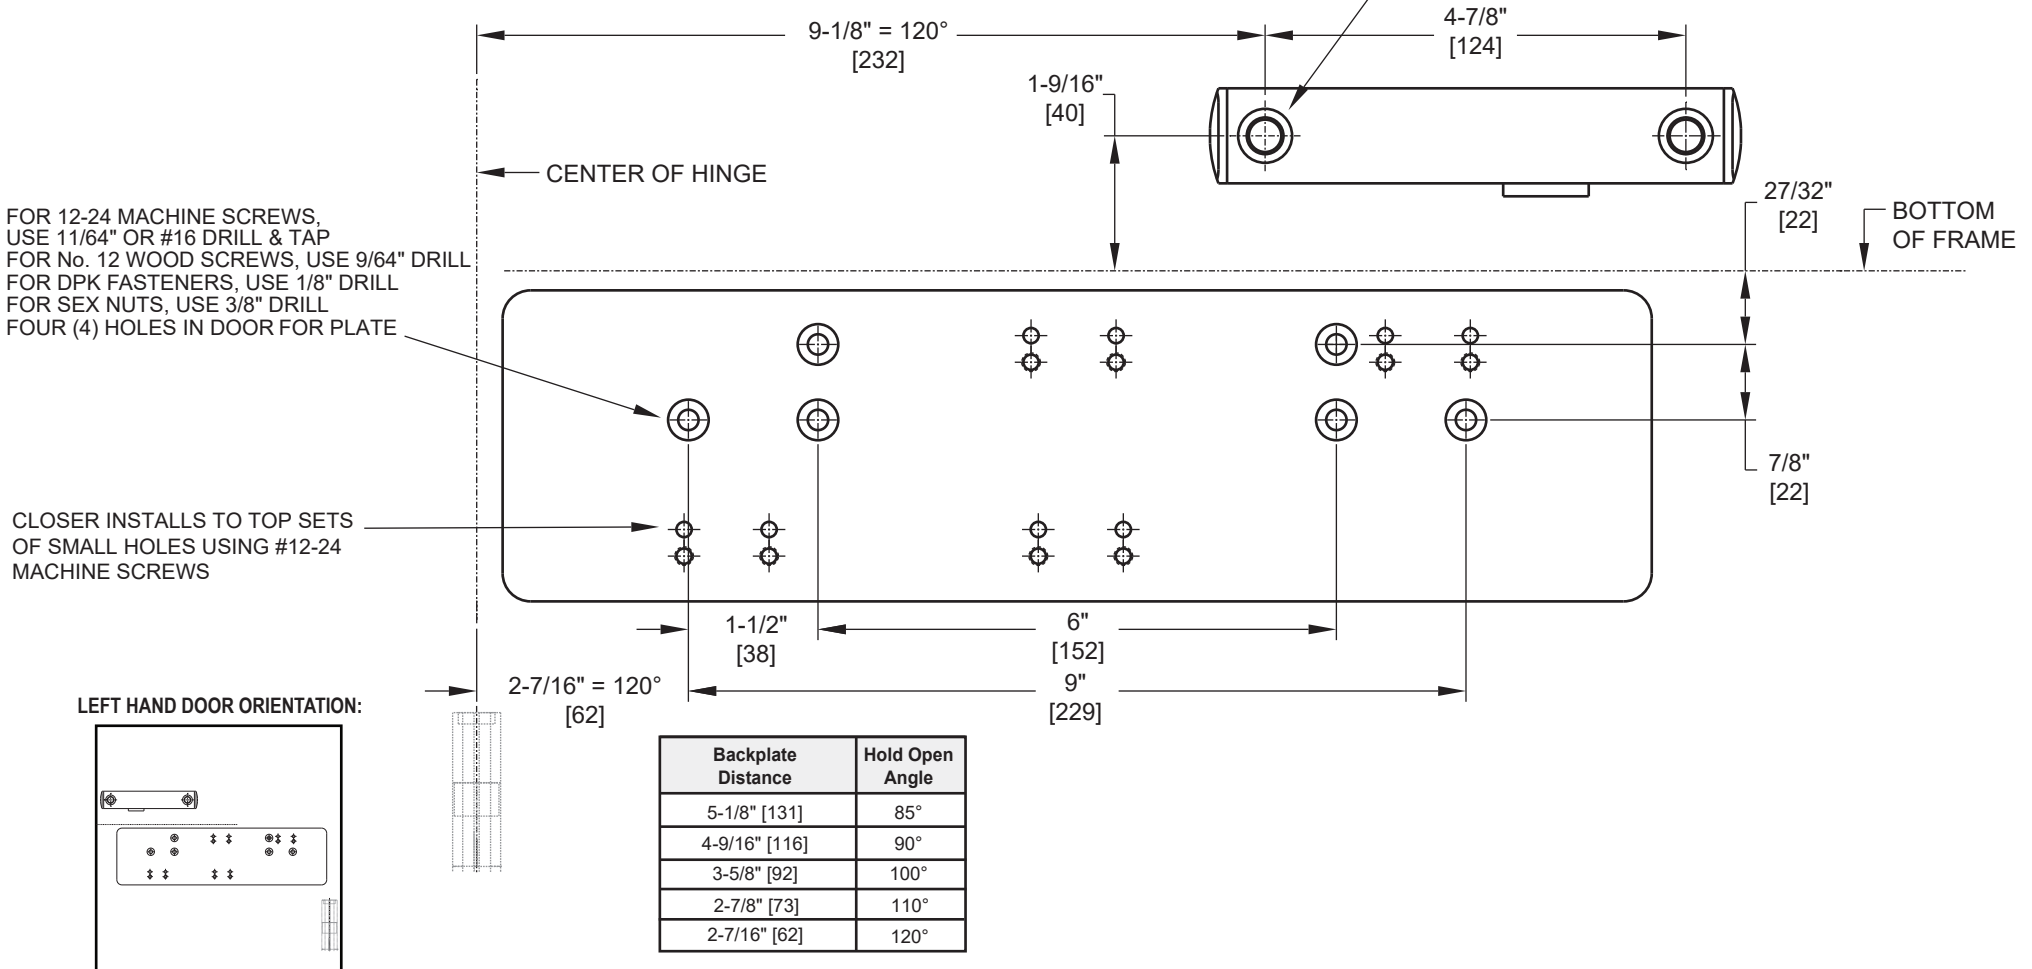 9-1/8" = 120°
[232]
4-7/8"
[124]
1-9/16"
[40]
CENTER OF HINGE
27/32"
[22]
BOTTOM
OF FRAME
FOR 12-24 MACHINE SCREWS,
USE 11/64" OR #16 DRILL & TAP
FOR No. 12 WOOD SCREWS, USE 9/64" DRILL
FOR DPK FASTENERS, USE 1/8" DRILL
FOR SEX NUTS, USE 3/8" DRILL
FOUR (4) HOLES IN DOOR FOR PLATE
7/8"
[22]
CLOSER INSTALLS TO TOP SETS
OF SMALL HOLES USING #12-24
MACHINE SCREWS
1-1/2"
[38]
6"
[152]
2-7/16" = 120°
[62]
9"
[229]
LEFT HAND DOOR ORIENTATION:
Backplate Distance Hold Open Angle
5-1/8" [131] 85°
4-9/16" [116] 90°
3-5/8" [92] 100°
2-7/8" [73] 110°
2-7/16" [62] 120°